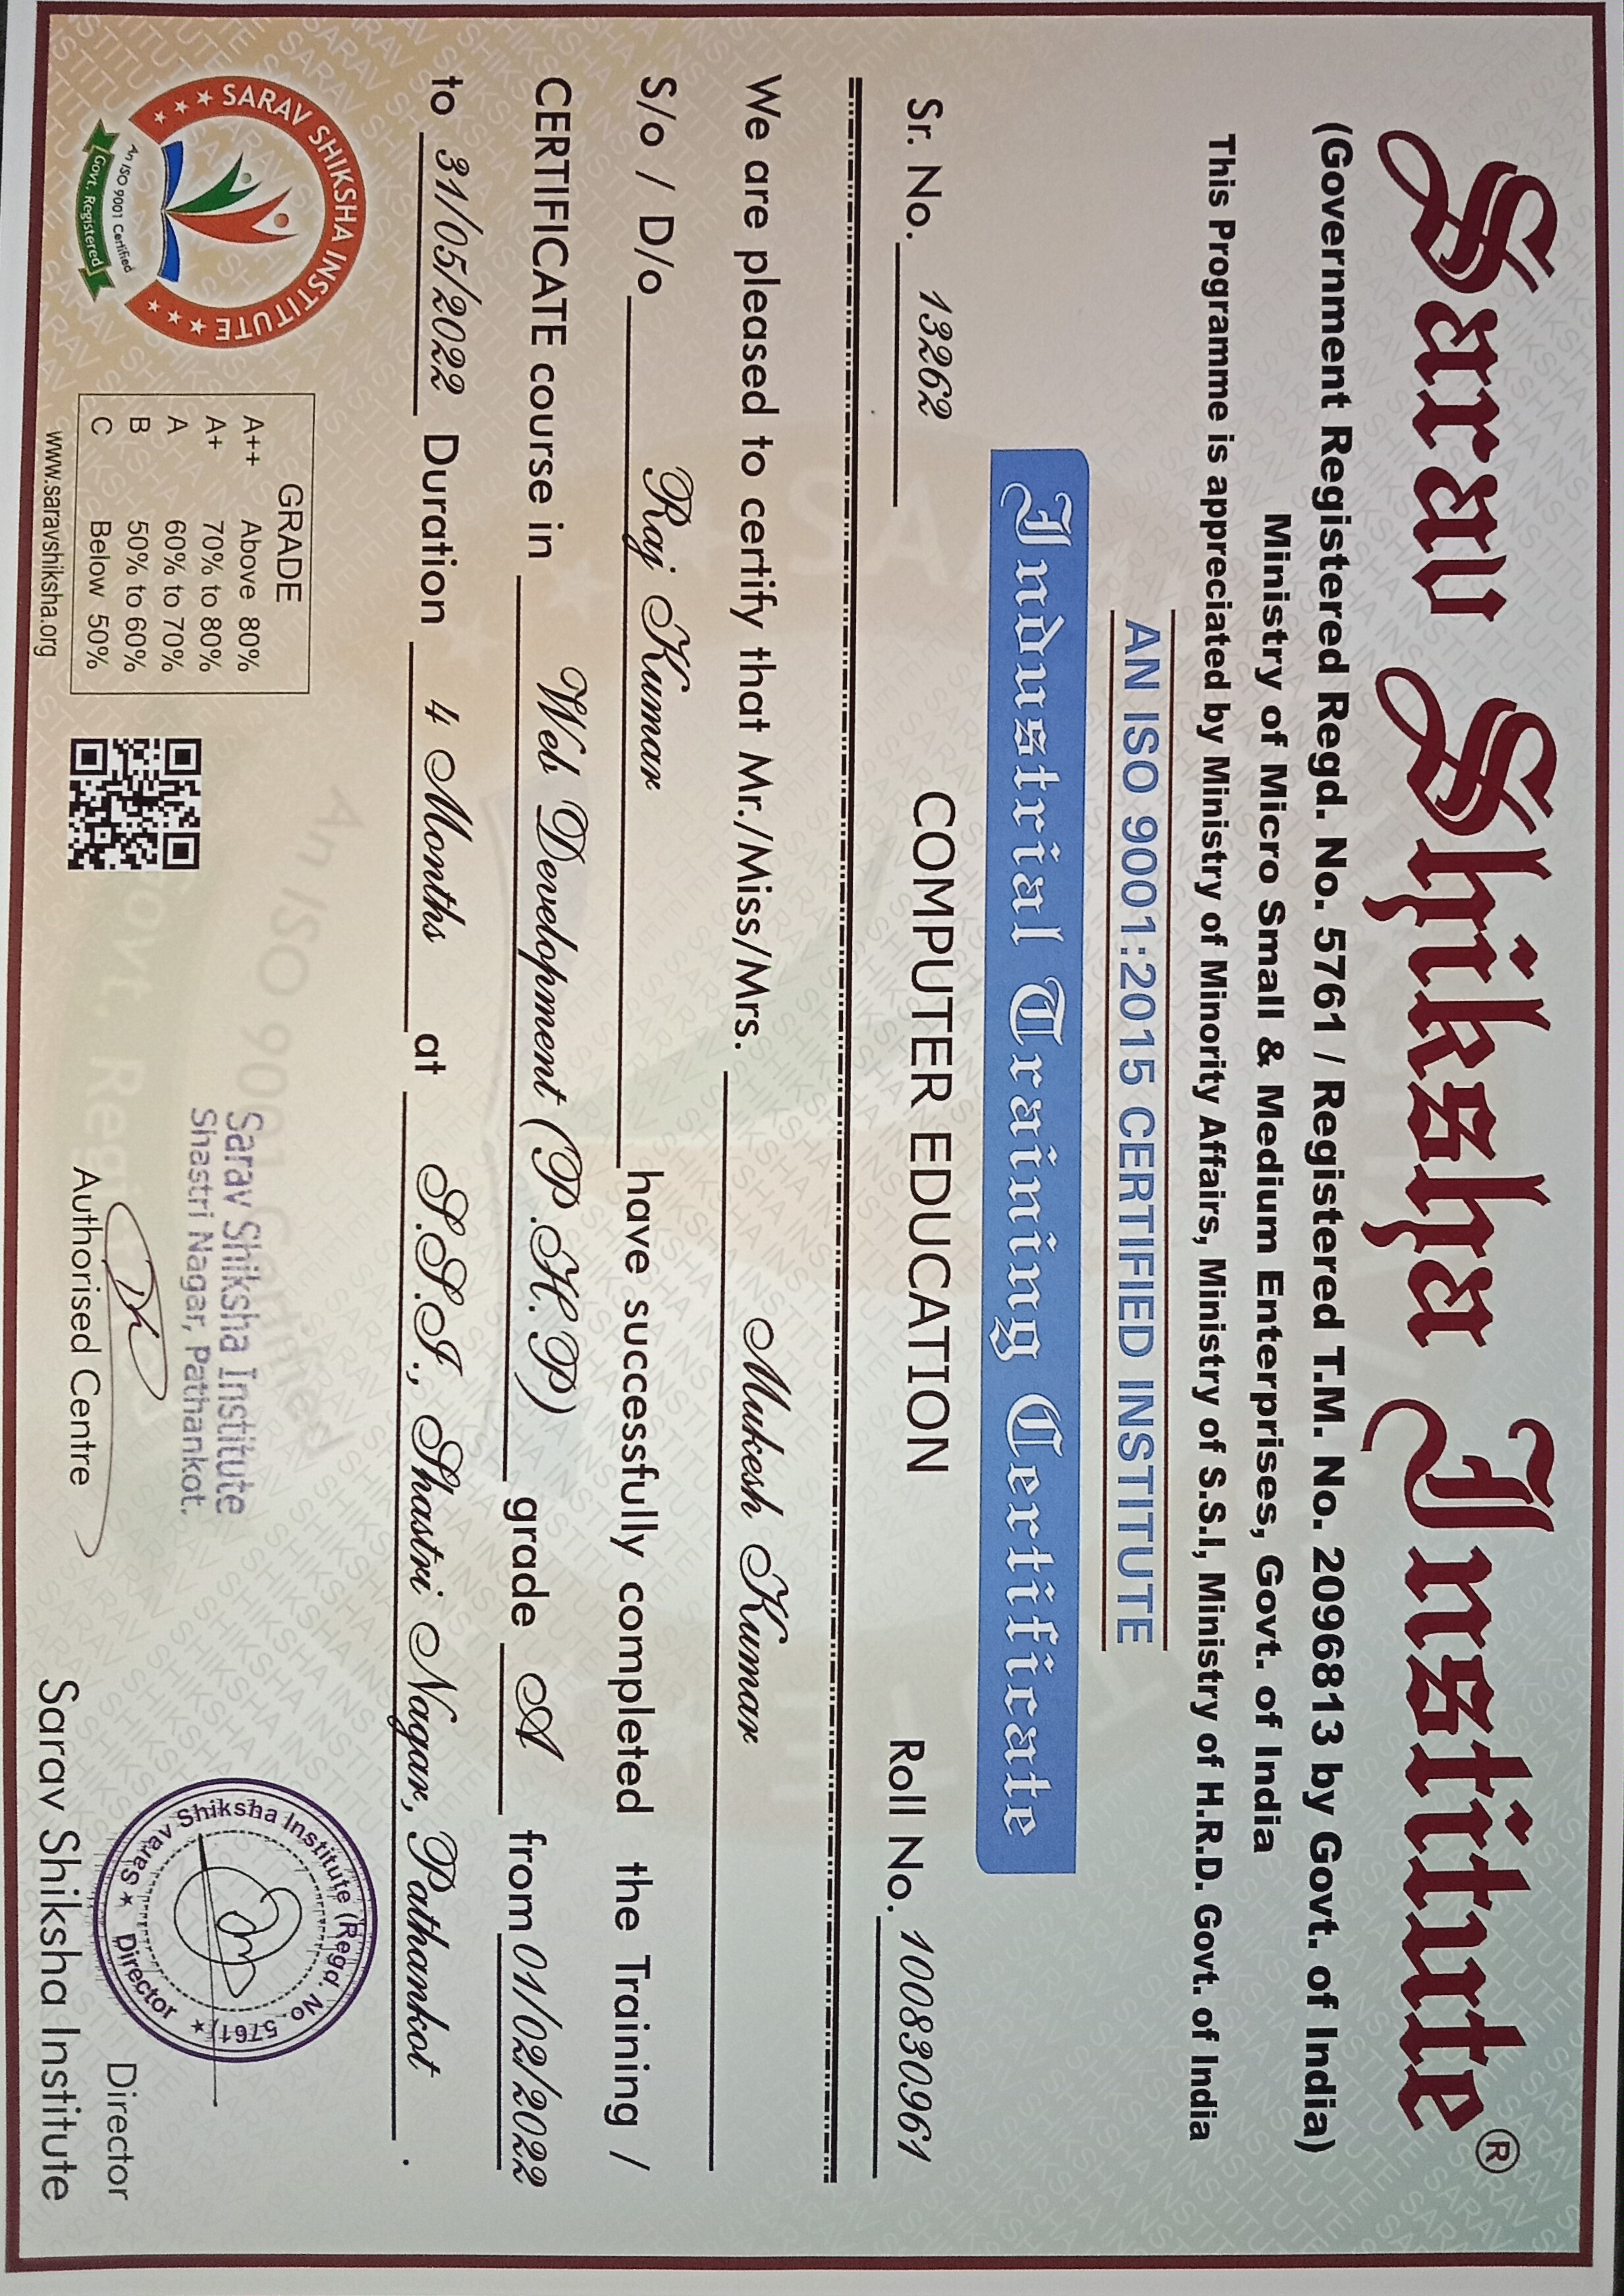 Sarav Shiksha Institute®
(Government Registered Regd. No. 5761 / Registered T.M. No. 2096813 by Govt. of India)
Ministry of Micro Small & Medium Enterprises, Govt. of India
This Programme is appreciated by Ministry of Minority Affairs, Ministry of S.S.I, Ministry of H.R.D. Govt. of India
AN ISO 9001:2015 CERTIFIED INSTITUTE
Industrial Training Certificate
Sr. No. 13262 COMPUTER EDUCATION Roll No. 100830961
We are pleased to certify that Mr./Miss/Mrs. Mukesh Kumar
S/o / D/o Raj Kumar have successfully completed the Training /
CERTIFICATE course in Web Development (P.H.P) grade A from 01/02/2022
to 31/05/2022 Duration 4 Months at S.S.I., Shastri Nagar, Pathankot .
SARAV SHIKSHA INSTITUTE
An ISO 9001 Certified
Govt. Registered
GRADE
A++ Above 80%
A+ 70% to 80%
A 60% to 70%
B 50% to 60%
C Below 50%
www.saravshiksha.org
An ISO 9001 Certified
Sarav Shiksha Institute
Shastri Nagar, Pathankot.
Authorised Centre
Sarav Shiksha Institute (Regd. No. 5761)
Director
Director
Sarav Shiksha Institute